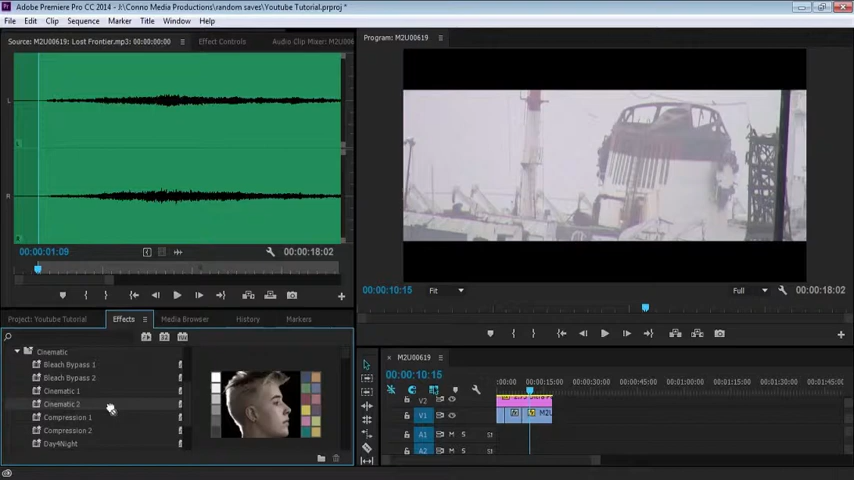 Adobe Premiere Pro CC 2014 - J:\Conno Media Productions\random saves\Youtube Tutorial.prproj *
File Edit Clip Sequence Marker Title Window Help
Source: M2U00619: Lost Frontier.mp3: 00:00:00:00
Effect Controls
Audio Clip Mixer: M2U006
Program: M2U00619
L
R
00:00:01:09
00:00:18:02
00:00:10:15
Fit
Full
00:00:18:02
Project: Youtube Tutorial
Effects
Media Browser
History
Markers
Cinematic
Bleach Bypass 1
Bleach Bypass 2
Cinematic 1
Cinematic 2
Compression 1
Compression 2
Day4Night
M2U00619
00:00:10:15
:00:00
00:00:15:00
00:00:30:00
00:00:45:00
00:01:00:00
00:01:15:00
00:01:30:00
00:01:45:00
V1
M2U
A1 M S
A2 M S